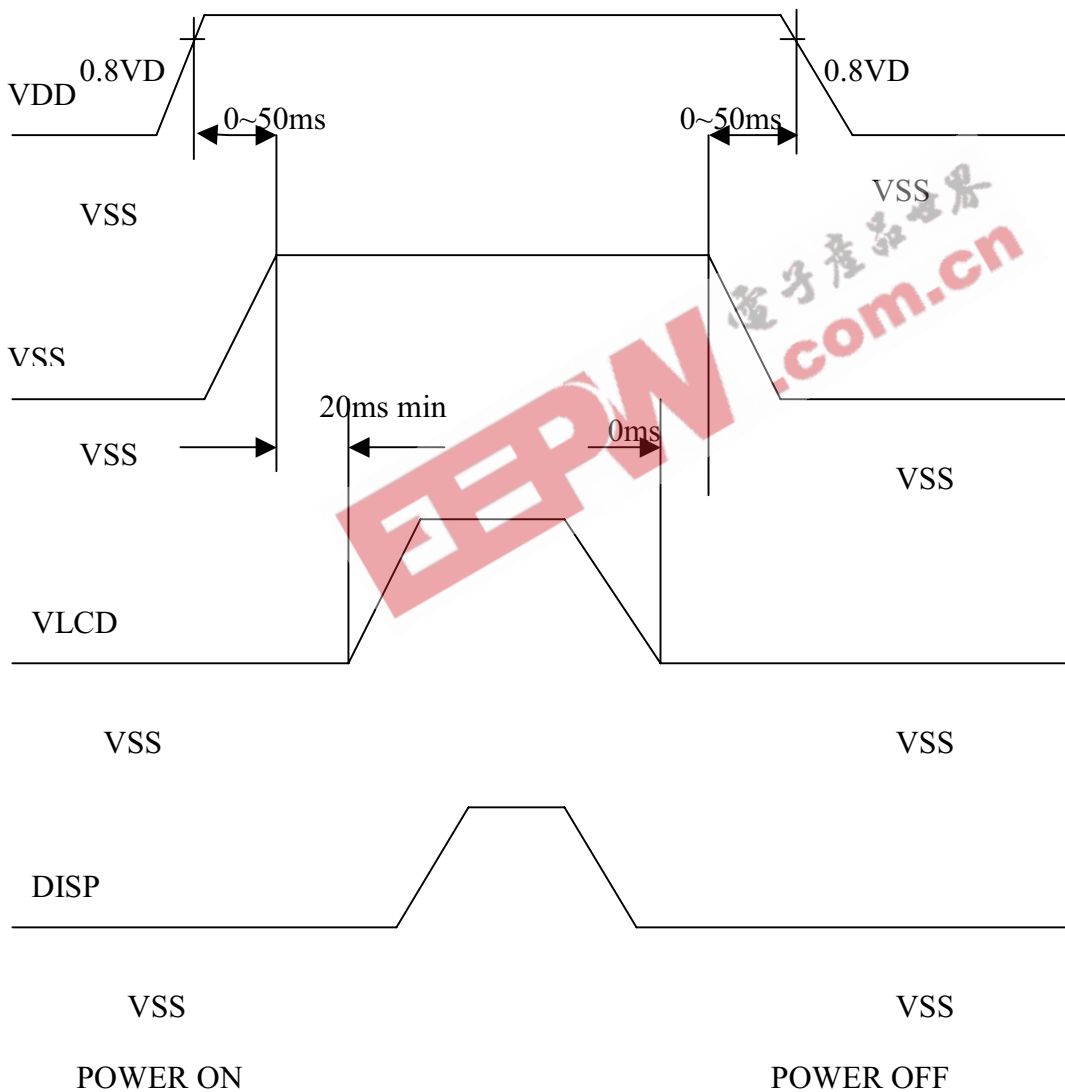 0.8VD 0.8VD
VDD
0~50ms 0~50ms
VSS VSS
電子產品世界
.com.cn
EEPW
VSS
20ms min 0ms
VSS VSS
VLCD
VSS VSS
DISP
VSS VSS
POWER ON POWER OFF